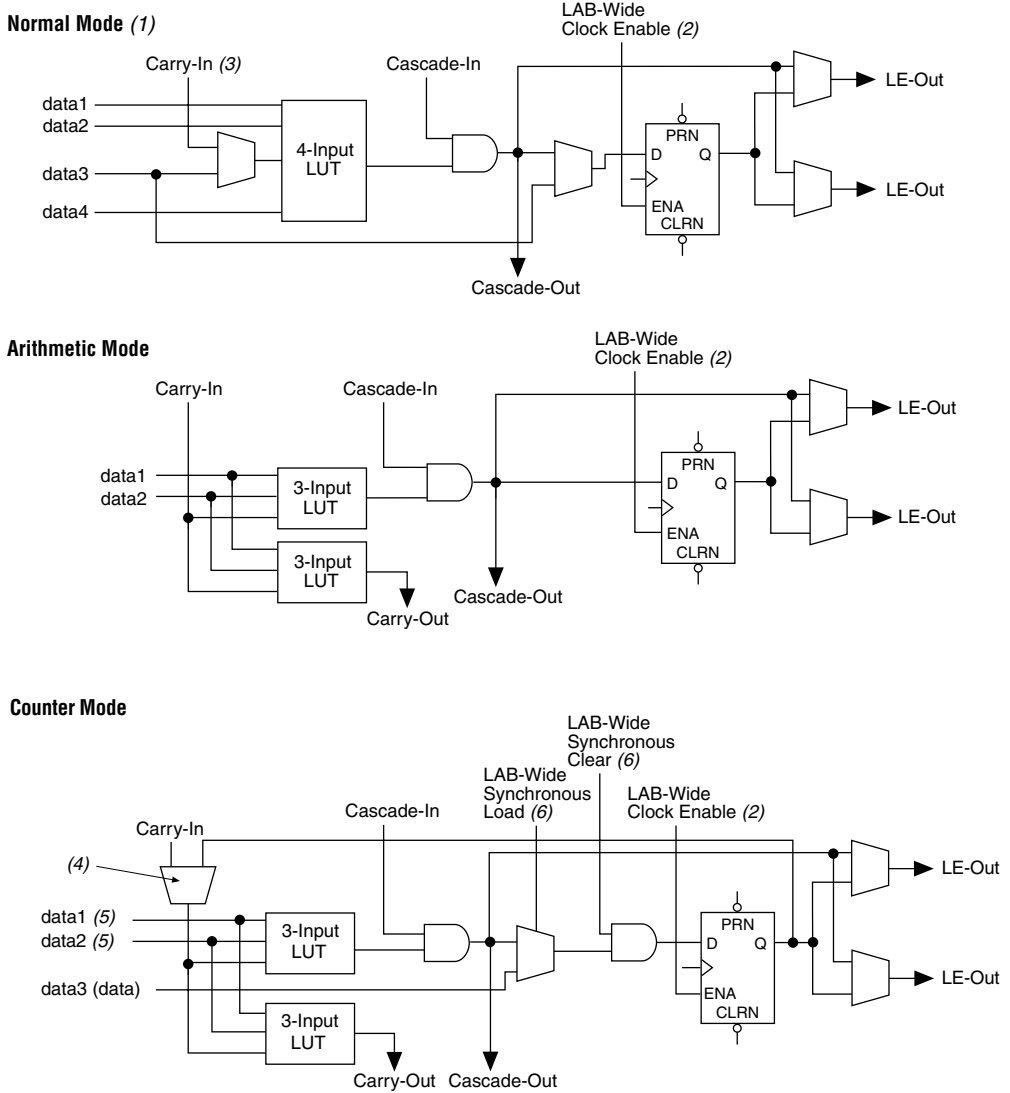 Normal Mode (1)
LAB-Wide
Clock Enable (2)
Carry-In (3)
Cascade-In
data1
data2
data3
data4
4-Input
LUT
PRN
D
Q
ENA
CLRN
LE-Out
LE-Out
Cascade-Out
Arithmetic Mode
LAB-Wide
Clock Enable (2)
Carry-In
Cascade-In
data1
data2
3-Input
LUT
3-Input
LUT
PRN
D
Q
ENA
CLRN
LE-Out
LE-Out
Cascade-Out
Carry-Out
Counter Mode
LAB-Wide
Synchronous
Clear (6)
LAB-Wide
Synchronous
Load (6)
LAB-Wide
Clock Enable (2)
Cascade-In
Carry-In
(4)
data1 (5)
data2 (5)
data3 (data)
3-Input
LUT
3-Input
LUT
PRN
D
Q
ENA
CLRN
LE-Out
LE-Out
Carry-Out
Cascade-Out